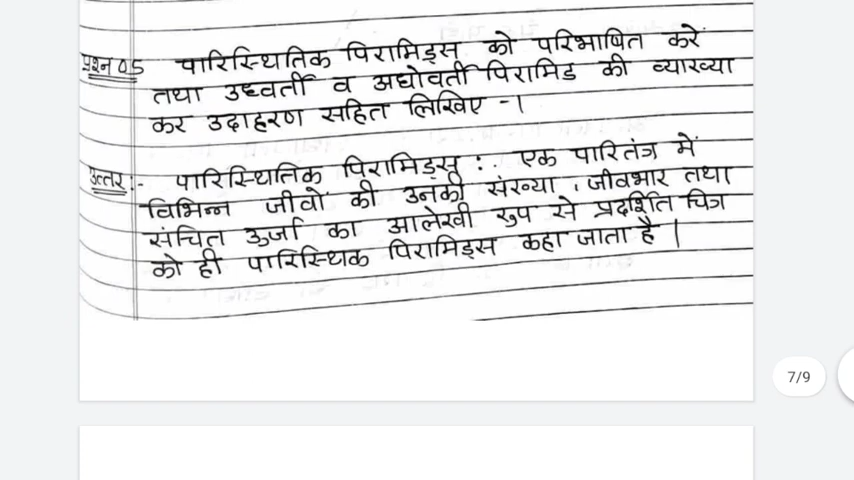 प्रश्न 05 पारिस्थितिक पिरामिड्स को परिभाषित करें
तथा उध्वर्ती व अधोवर्ती पिरामिड की व्याख्या
कर उदाहरण सहित लिखिए -।
उत्तर:- पारिस्थितिक पिरामिड्स :. एक पारितंत्र में
विभिन्न जीवों की उनकी संख्या, जीवभार तथा
संचित ऊर्जा का आलेखी रुप से प्रदर्शित चित्र
को ही पारिस्थिक पिरामिड्स कहा जाता है।
7/9